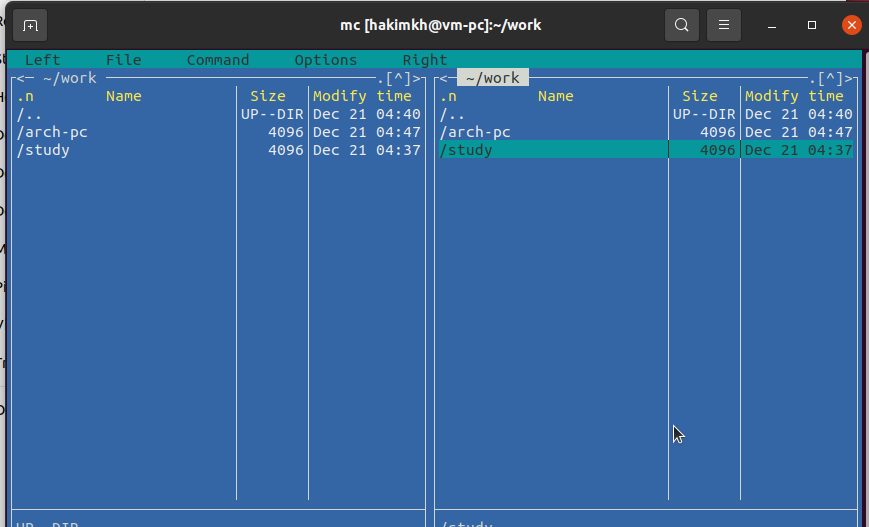 mc [hakimkh@vm-pc]:~/work
Left File Command Options Right
<─ ~/work ─.[^]>
.n Name Size Modify time
/.. UP--DIR Dec 21 04:40
/arch-pc 4096 Dec 21 04:47
/study 4096 Dec 21 04:37
UP--DIR
<─ ~/work ─.[^]>
.n Name Size Modify time
/.. UP--DIR Dec 21 04:40
/arch-pc 4096 Dec 21 04:47
/study 4096 Dec 21 04:37
/study